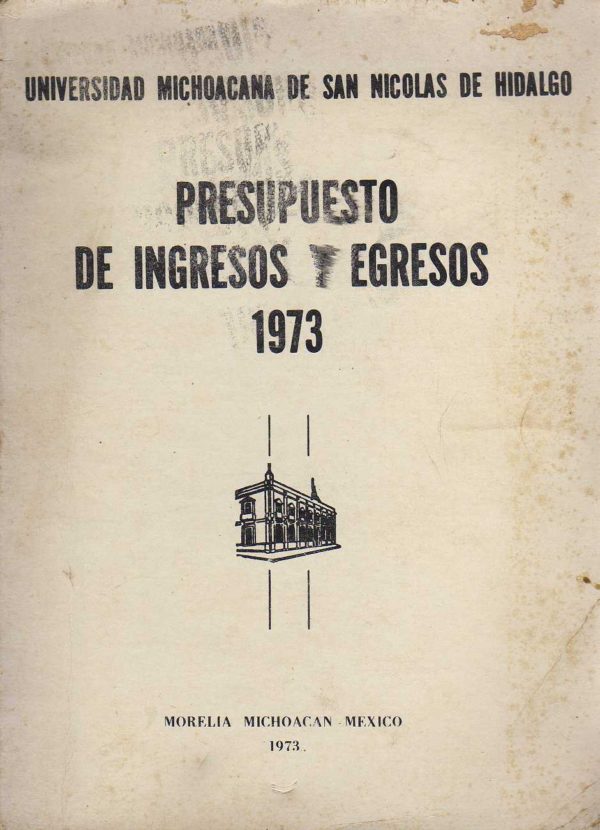 UNIVERSIDAD MICHOACANA DE SAN NICOLAS DE HIDALGO
PRESUPUESTO
DE INGRESOS Y EGRESOS
1973
MORELIA MICHOACAN - MEXICO
1973.